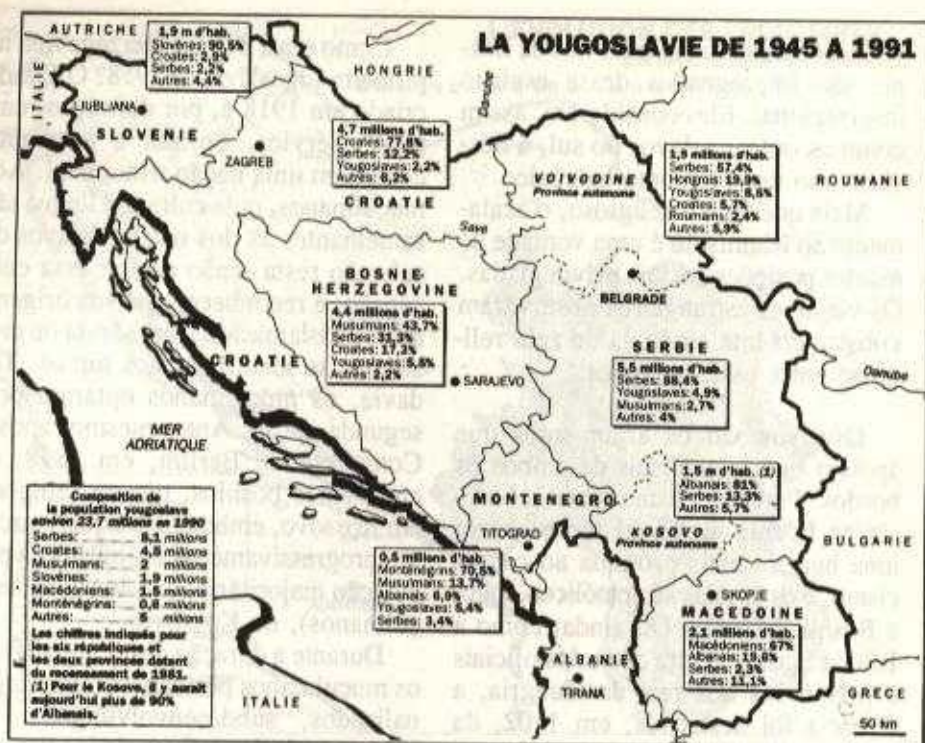 LA YOUGOSLAVIE DE 1945 A 1991
AUTRICHE
ITALIE
1,9 m d'hab.
Slovènes: 90,5%
Croates: 2,9%
Serbes: 2,2%
Autres: 4,4%
LJUBLJANA
SLOVENIE
HONGRIE
ZAGREB
4,7 millions d'hab.
Croates: 77,8%
Serbes: 12,2%
Yougoslaves: 2,2%
Autres: 8,2%
CROATIE
Danube
VOIVODINE
Province autonome
1,9 millions d'hab.
Serbes: 57,4%
Hongrois: 19,9%
Yougoslaves: 8,6%
Croates: 5,7%
Roumans: 2,4%
Autres: 5,9%
ROUMANIE
Save
BOSNIE
HERZEGOVINE
4,4 millions d'hab.
Musulmans: 43,7%
Serbes: 31,3%
Croates: 17,3%
Yougoslaves: 5,5%
Autres: 2,2%
BELGRADE
CROATIE
SARAJEVO
SERBIE
5,5 millions d'hab.
Serbes: 88,4%
Yougoslaves: 4,9%
Musulmans: 2,7%
Autres: 4%
Danube
MER
ADRIATIQUE
MONTENEGRO
TITOGRAD
1,5 m d'hab. (1)
Albanais: 81%
Serbes: 13,3%
Autres: 5,7%
KOSOVO
Province autonome
BULGARIE
Composition de
la population yougoslave
environ 23,7 millions en 1990
Serbes: 8,1 millions
Croates: 4,5 millions
Musulmans: 2 millions
Slovènes: 1,9 millions
Macédoniens: 1,5 millions
Monténégrins: 0,8 millions
Autres: 5 millions
Les chiffres indiqués pour
les six républiques et
les deux provinces datent
du recensement de 1981.
(1) Pour le Kosovo, il y aurait
aujourd'hui plus de 90%
d'Albanais.
0,5 millions d'hab.
Monténégrins: 70,5%
Musulmans: 13,7%
Albanais: 6,9%
Yougoslaves: 5,4%
Serbes: 3,4%
SKOPJE
MACEDOINE
2,1 millions d'hab.
Macédoniens: 67%
Albanais: 19,6%
Serbes: 2,3%
Autres: 11,1%
ITALIE
ALBANIE
TIRANA
GRECE
50 km